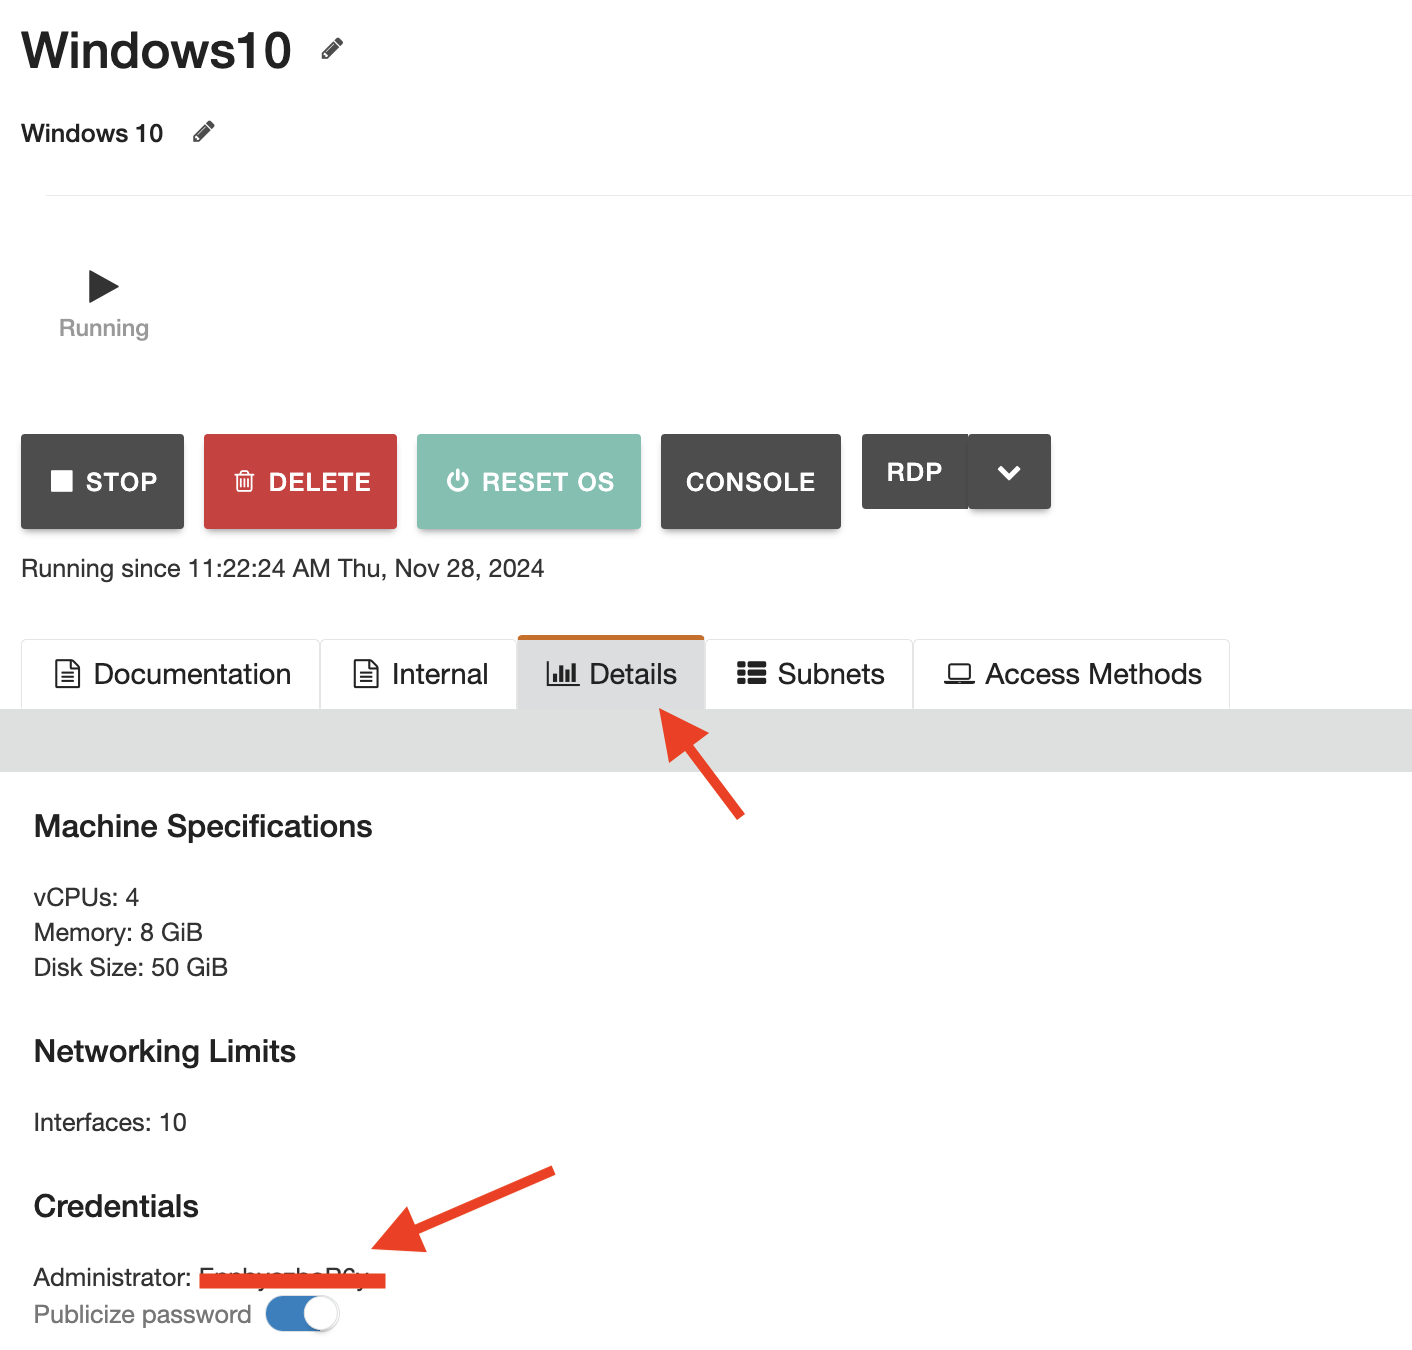 Windows10
Windows 10
Running
STOP
DELETE
RESET OS
CONSOLE
RDP
Running since 11:22:24 AM Thu, Nov 28, 2024
Documentation
Internal
Details
Subnets
Access Methods
Machine Specifications
vCPUs: 4
Memory: 8 GiB
Disk Size: 50 GiB
Networking Limits
Interfaces: 10
Credentials
Administrator:
Publicize password